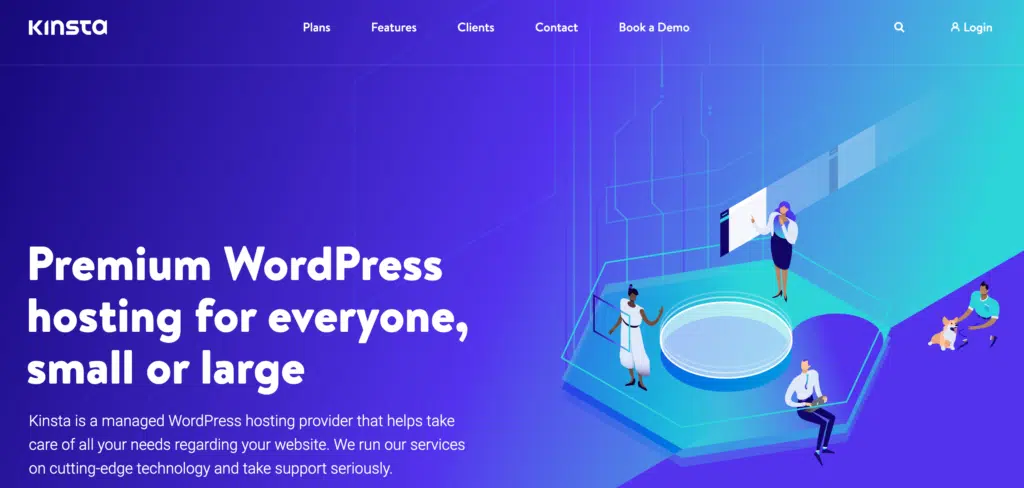 Kinsta
Plans Features Clients Contact Book a Demo Login
Premium WordPress
hosting for everyone,
small or large
Kinsta is a managed WordPress hosting provider that helps take
care of all your needs regarding your website. We run our services
on cutting-edge technology and take support seriously.